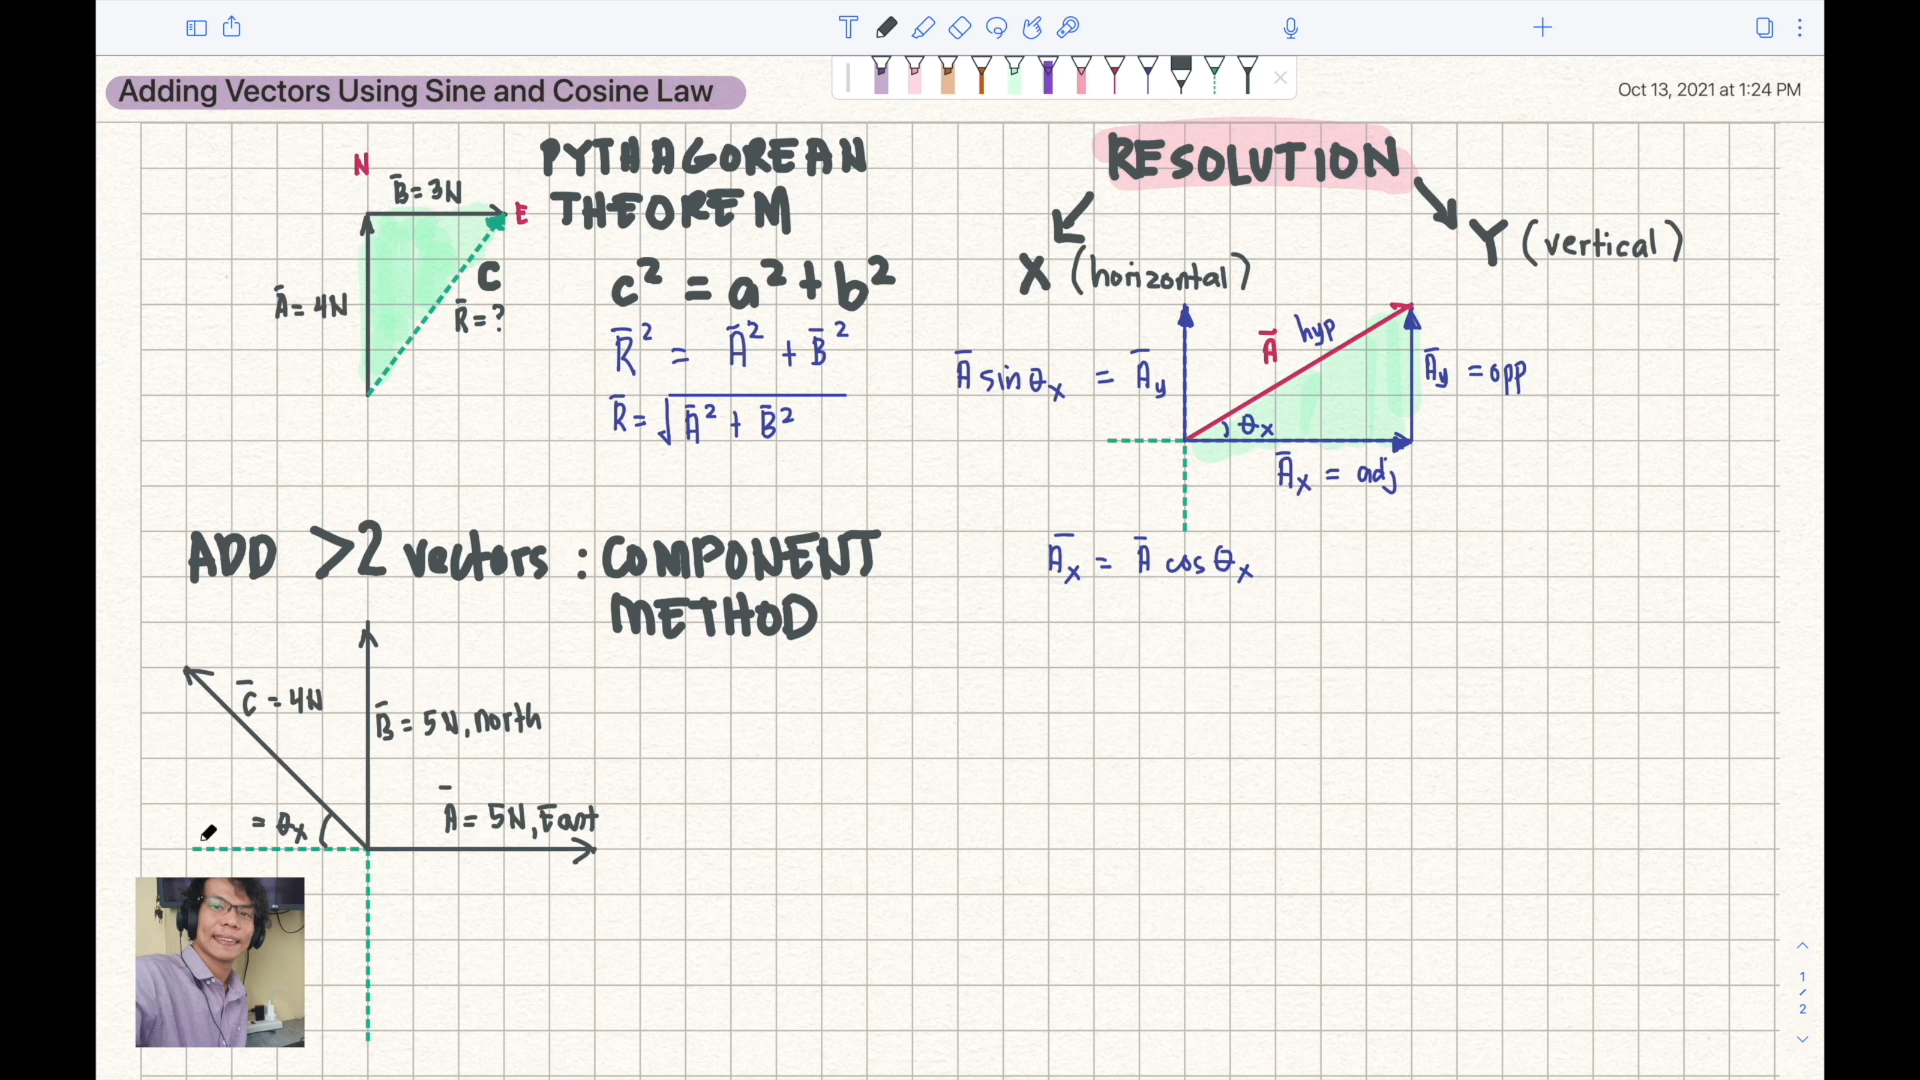 Adding Vectors Using Sine and Cosine Law
Oct 13, 2021 at 1:24 PM
N
B̄ = 3N
E
Ā = 4N
C
R̄ = ?
PYTHAGOREAN
THEOREM
c² = a² + b²
R̄² = Ā² + B̄²
R̄ = √Ā² + B̄²
RESOLUTION
X (horizontal)
Y (vertical)
Ā sin θx = Āy
Ā
hyp
Āy = opp
θx
Āx = adj
Āx = Ā cos θx
ADD >2 vectors : COMPONENT
METHOD
C̄ = 4N
B̄ = 5N, north
Ā = 5N, East
= θx
1
/
2